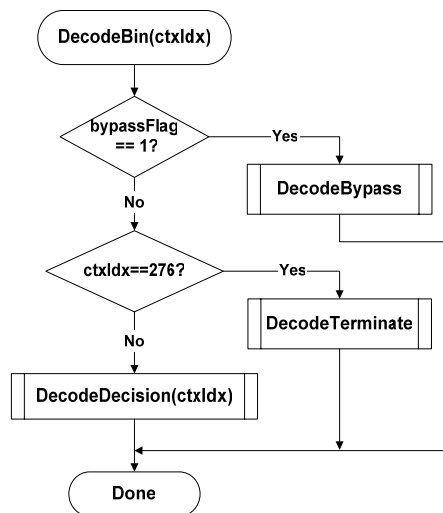 DecodeBin(ctxIdx)
bypassFlag
== 1?
Yes
DecodeBypass
No
ctxIdx==276?
Yes
DecodeTerminate
No
DecodeDecision(ctxIdx)
Done